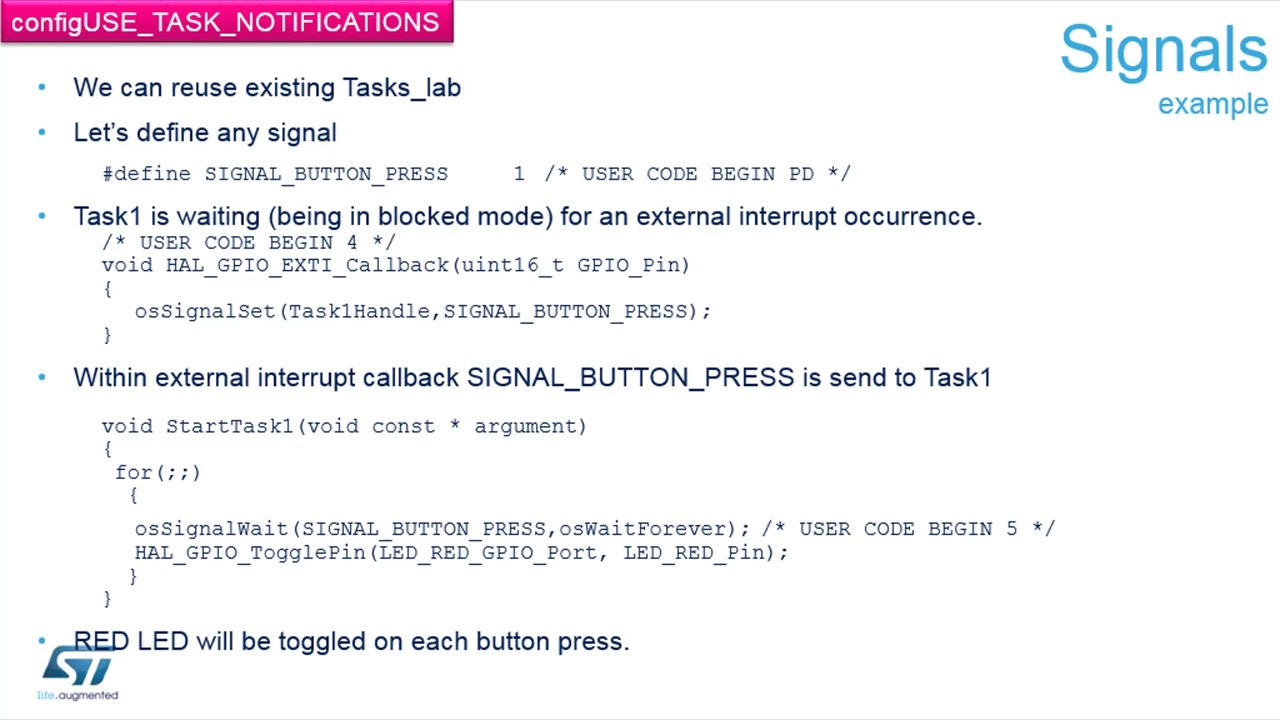 configUSE_TASK_NOTIFICATIONS
Signals
example
• We can reuse existing Tasks_lab
• Let's define any signal
#define SIGNAL_BUTTON_PRESS 1 /* USER CODE BEGIN PD */
• Task1 is waiting (being in blocked mode) for an external interrupt occurrence.
/* USER CODE BEGIN 4 */
void HAL_GPIO_EXTI_Callback(uint16_t GPIO_Pin)
{
osSignalSet(Task1Handle,SIGNAL_BUTTON_PRESS);
}
• Within external interrupt callback SIGNAL_BUTTON_PRESS is send to Task1
void StartTask1(void const * argument)
{
for(;;)
{
osSignalWait(SIGNAL_BUTTON_PRESS,osWaitForever); /* USER CODE BEGIN 5 */
HAL_GPIO_TogglePin(LED_RED_GPIO_Port, LED_RED_Pin);
}
}
• RED LED will be toggled on each button press.
ST
life.augmented